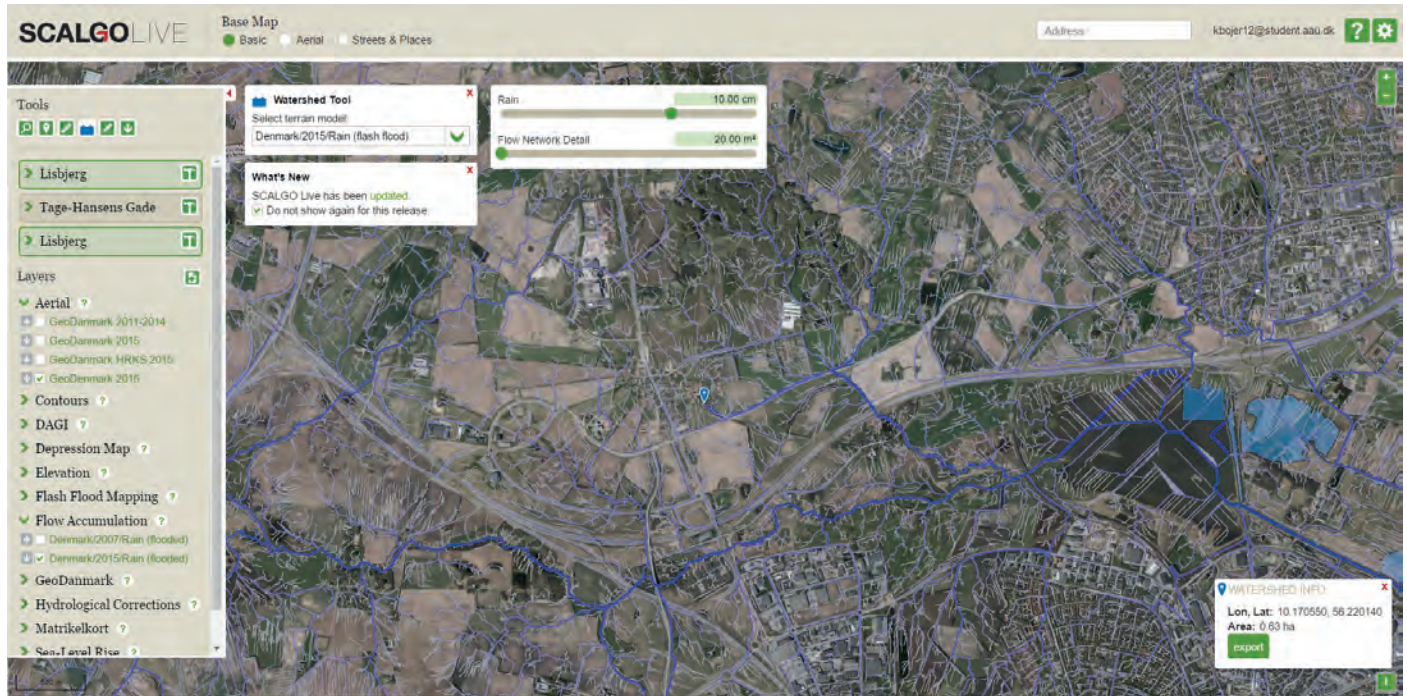 SCALGOLIVE
Base Map
Basic Aerial Streets & Places
Address
kbojer12@student.aau.dk
?
Tools
Lisbjerg
Tage-Hansens Gade
Lisbjerg
Layers
Aerial ?
GeoDanmark 2011-2014
GeoDanmark 2015
GeoDanmark HRKS 2015
GeoDenmark 2016
Contours ?
DAGI ?
Depression Map ?
Elevation ?
Flash Flood Mapping ?
Flow Accumulation ?
Denmark/2007/Rain (flooded)
Denmark/2015/Rain (flooded)
GeoDanmark ?
Hydrological Corrections ?
Matrikelkort ?
Sea-Level Rise ?
Watershed Tool
x
Select terrain model:
Denmark/2015/Rain (flash flood)
What's New
x
SCALGO Live has been updated.
Do not show again for this release
Rain 10.00 cm
Flow Network Detail 20.00 m²
+
-
WATERSHED INFO
x
Lon, Lat: 10.170550, 56.220140
Area: 0.63 ha
export